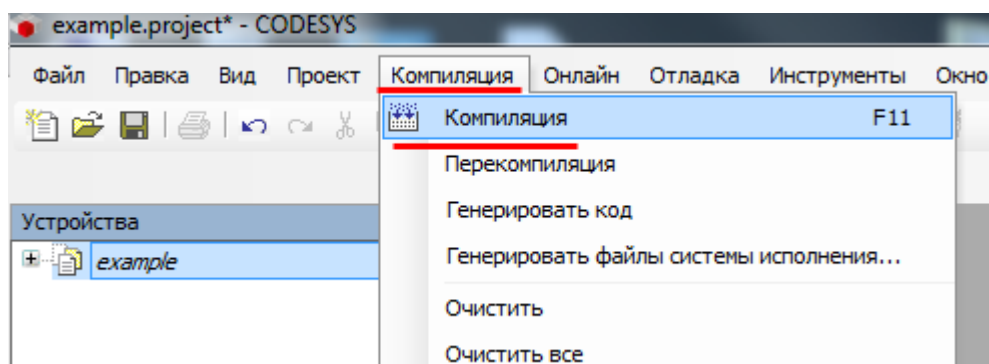 example.project* - CODESYS
Файл Правка Вид Проект Компиляция Онлайн Отладка Инструменты Окно
Компиляция F11
Перекомпиляция
Генерировать код
Устройства
example
Генерировать файлы системы исполнения...
Очистить
Очистить все